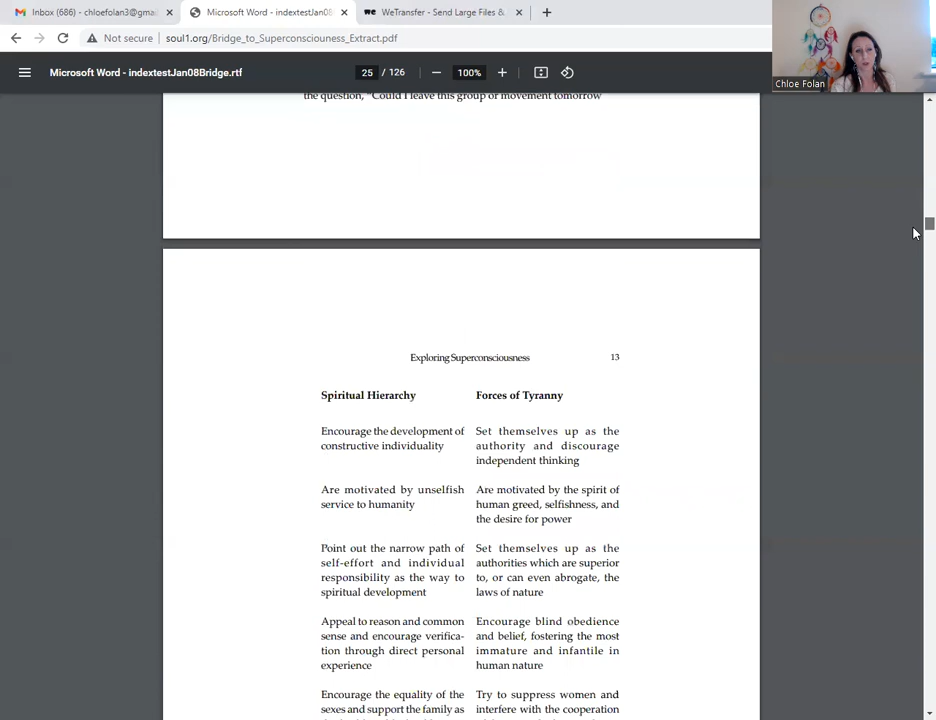 Inbox (686) - chloefolan3@gmai
Microsoft Word - indextestJan08
WeTransfer - Send Large Files &
Not secure
soul1.org/Bridge_to_Superconsciouness_Extract.pdf
Microsoft Word - indextestJan08Bridge.rtf
25 / 126
100%
Chloe Folan
the question, "Could I leave this group or movement tomorrow
Exploring Superconsciousness 13
Spiritual Hierarchy
Encourage the development of
constructive individuality
Are motivated by unselfish
service to humanity
Point out the narrow path of
self-effort and individual
responsibility as the way to
spiritual development
Appeal to reason and common
sense and encourage verifica-
tion through direct personal
experience
Encourage the equality of the
sexes and support the family as
Forces of Tyranny
Set themselves up as the
authority and discourage
independent thinking
Are motivated by the spirit of
human greed, selfishness, and
the desire for power
Set themselves up as the
authorities which are superior
to, or can even abrogate, the
laws of nature
Encourage blind obedience
and belief, fostering the most
immature and infantile in
human nature
Try to suppress women and
interfere with the cooperation